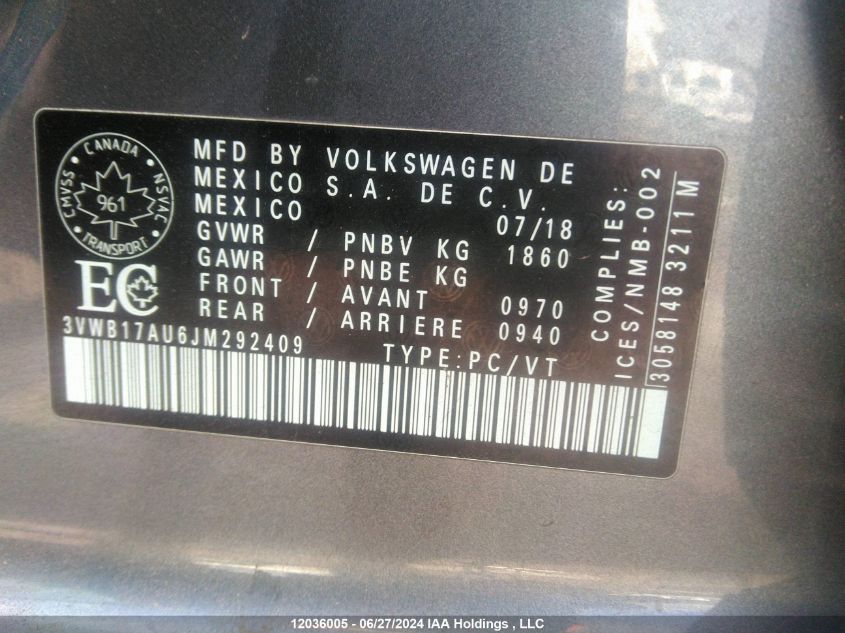 CANADA
CMVSS
NSVAC
961
TRANSPORT
EC
MFD BY VOLKSWAGEN DE
MEXICO S.A. DE C.V.
MEXICO 07/18
GVWR / PNBV KG 1860
GAWR / PNBE KG
FRONT / AVANT 0970
REAR / ARRIERE 0940
3VWB17AU6JM292409 TYPE:PC/VT
COMPLIES:
ICES/NMB-002
3058148 3211 M
12036005 - 06/27/2024 IAA Holdings , LLC